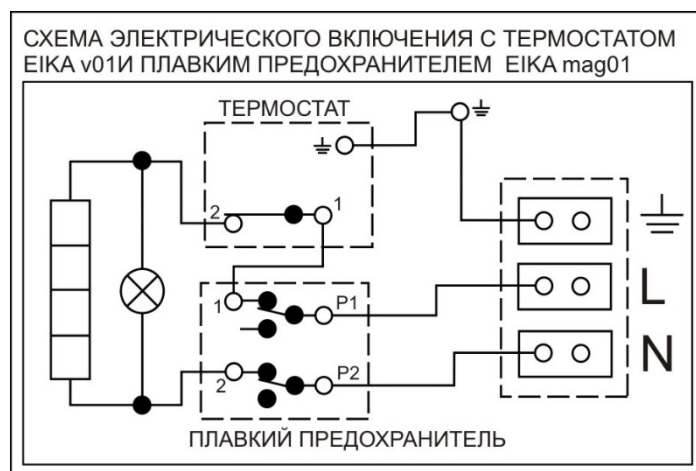 СХЕМА ЭЛЕКТРИЧЕСКОГО ВКЛЮЧЕНИЯ С ТЕРМОСТАТОМ
EIKA v01И ПЛАВКИМ ПРЕДОХРАНИТЕЛЕМ EIKA mag01
ТЕРМОСТАТ
2
1
1
P1
L
2
P2
N
ПЛАВКИЙ ПРЕДОХРАНИТЕЛЬ